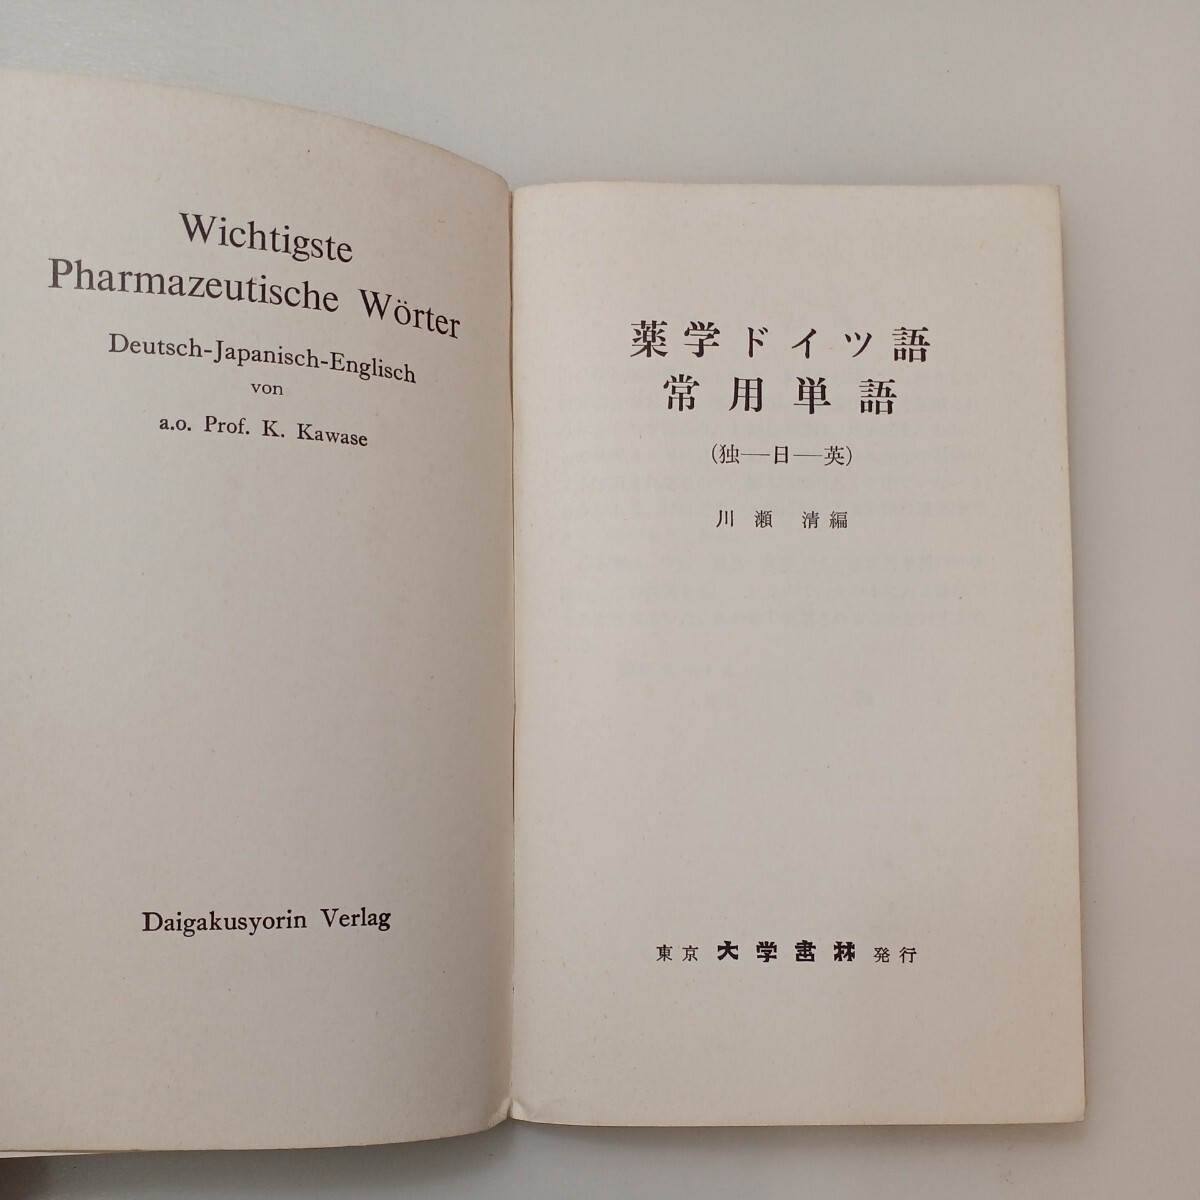 Wichtigste
Pharmazeutische Wörter
Deutsch-Japanisch-Englisch
von
a.o. Prof. K. Kawase
Daigakusyorin Verlag
薬学ドイツ語
常用単語
(独—日—英)
川瀬 清編
東京 大学書林 発行